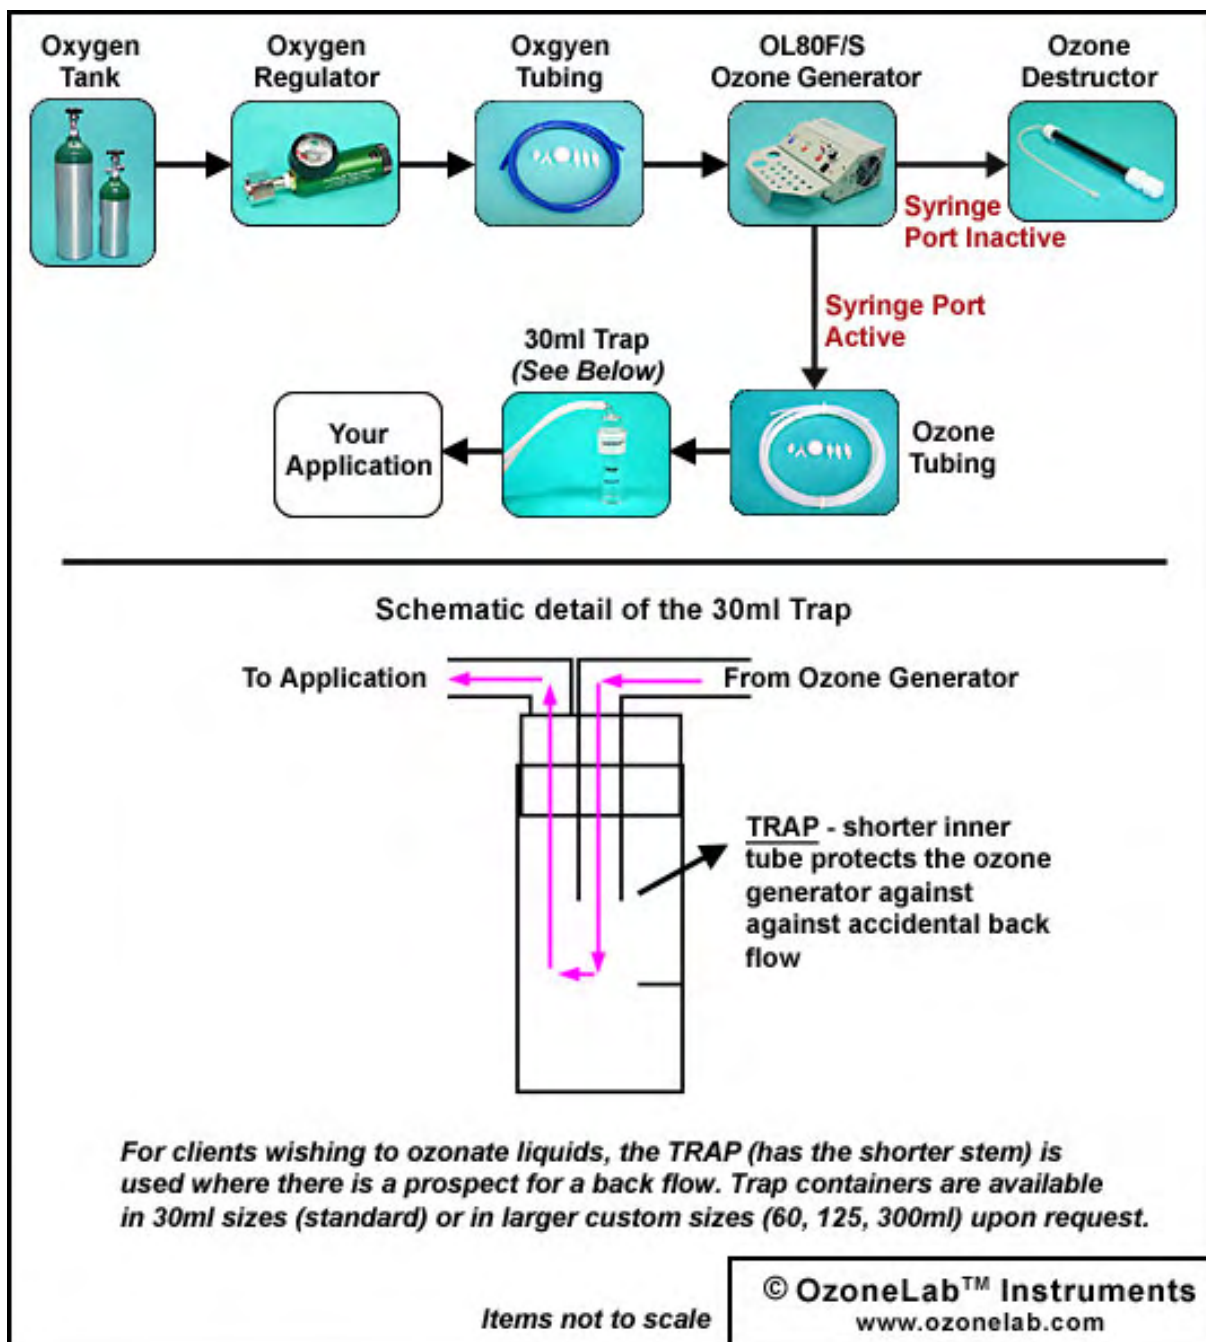 Oxygen
Tank
Oxygen
Regulator
Oxgyen
Tubing
OL80F/S
Ozone Generator
Ozone
Destructor
Syringe
Port Inactive
Syringe Port
Active
30ml Trap
(See Below)
Your
Application
Ozone
Tubing
Schematic detail of the 30ml Trap
To Application
From Ozone Generator
TRAP - shorter inner
tube protects the ozone
generator against
against accidental back
flow
For clients wishing to ozonate liquids, the TRAP (has the shorter stem) is
used where there is a prospect for a back flow. Trap containers are available
in 30ml sizes (standard) or in larger custom sizes (60, 125, 300ml) upon request.
Items not to scale
© OzoneLab™ Instruments
www.ozonelab.com